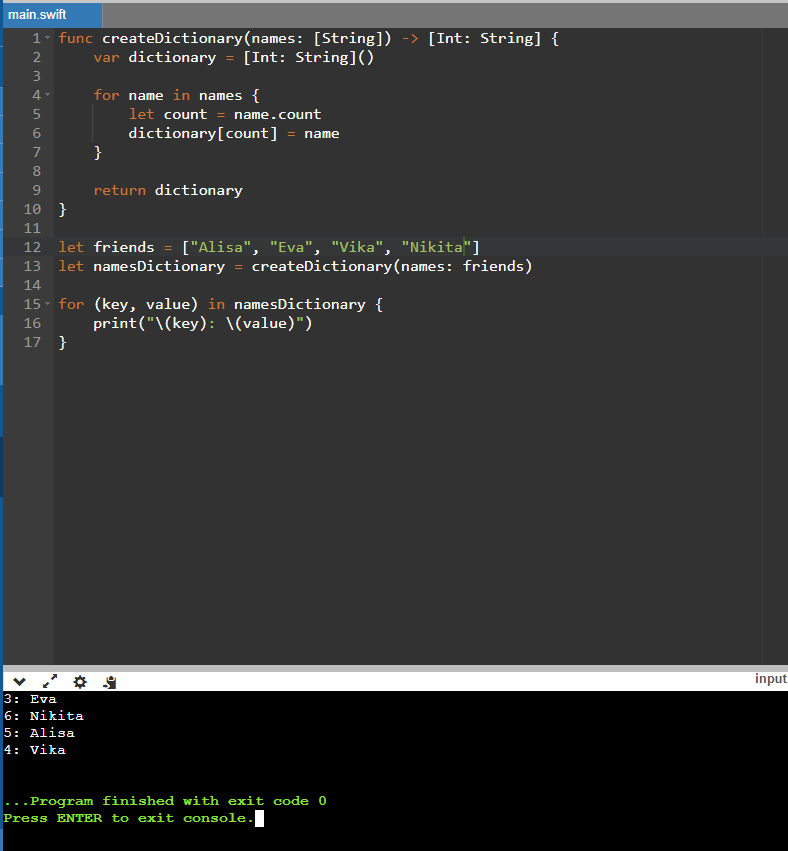 main.swift
1 func createDictionary(names: [String]) -> [Int: String] {
2     var dictionary = [Int: String]()
3
4     for name in names {
5         let count = name.count
6         dictionary[count] = name
7     }
8
9     return dictionary
10 }
11
12 let friends = ["Alisa", "Eva", "Vika", "Nikita"]
13 let namesDictionary = createDictionary(names: friends)
14
15 for (key, value) in namesDictionary {
16     print("\(key): \(value)")
17 }
input
3: Eva
6: Nikita
5: Alisa
4: Vika
...Program finished with exit code 0
Press ENTER to exit console.